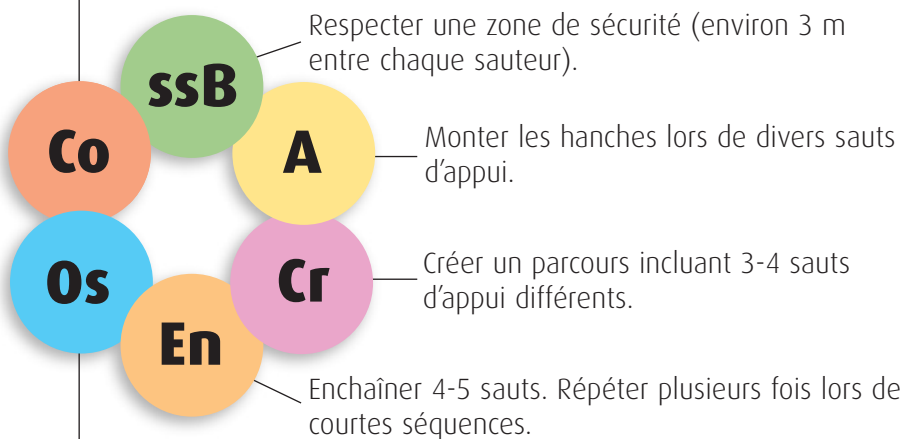 Respecter une zone de sécurité (environ 3 m
entre chaque sauteur).
ssB
Co
A
Monter les hanches lors de divers sauts
d'appui.
Os
Cr
Créer un parcours incluant 3-4 sauts
d'appui différents.
En
Enchaîner 4-5 sauts. Répéter plusieurs fois lors de
courtes séquences.